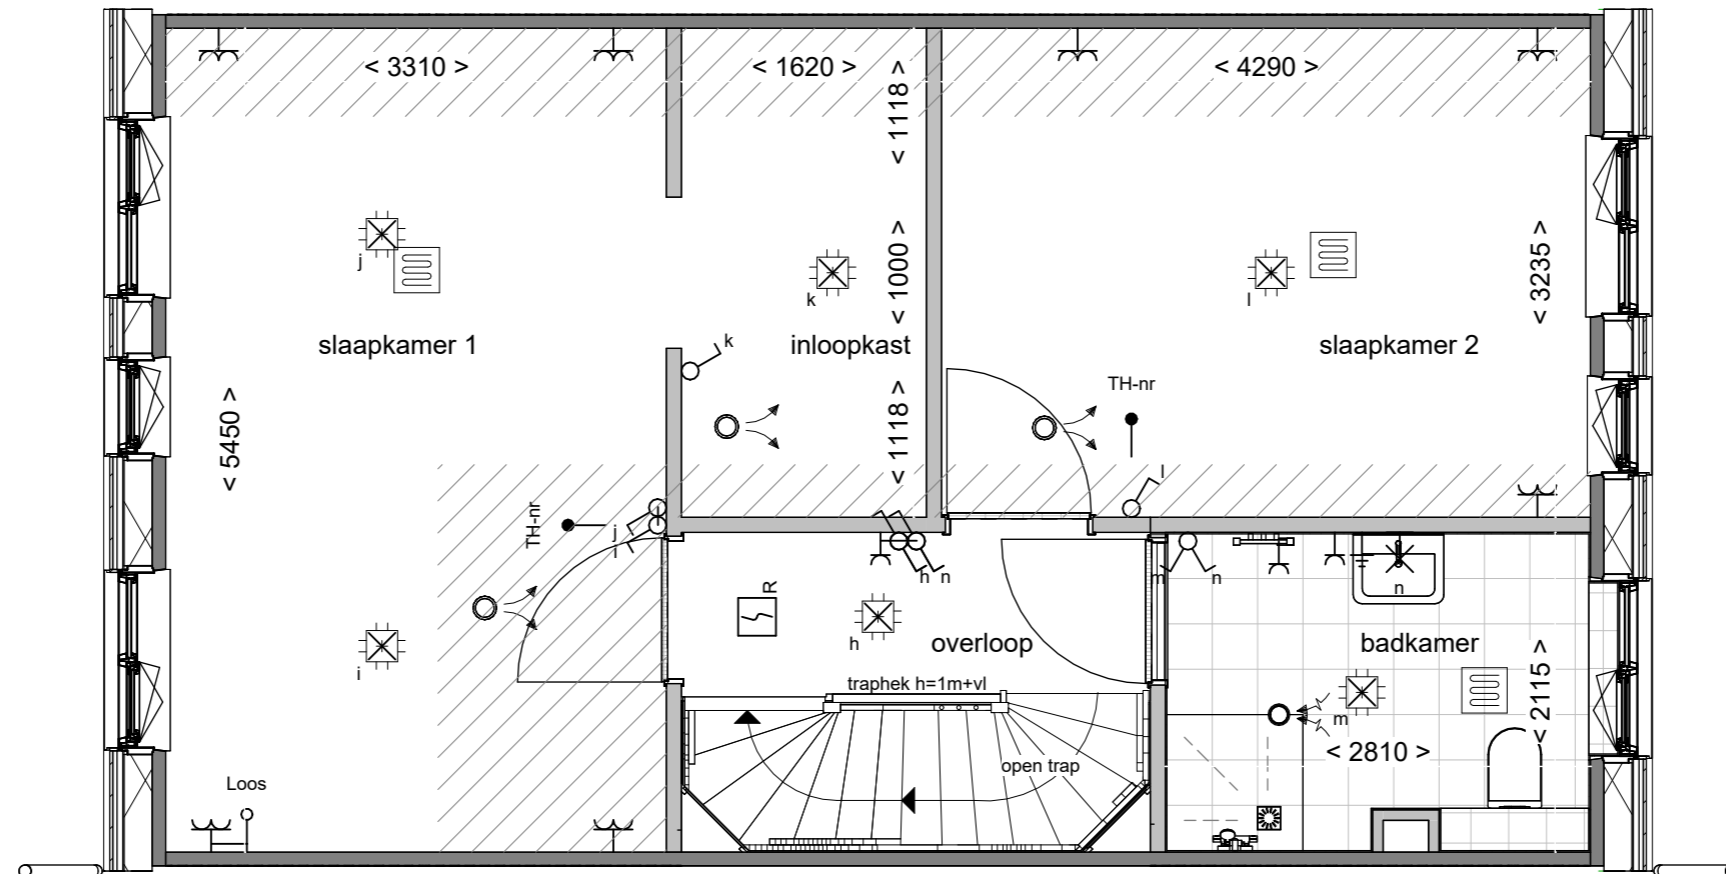 < 3310 >
< 1620 >
< 1118 >
< 4290 >
j
k
< 1000 >
l
< 3235 >
slaapkamer 1
k
inloopkast
slaapkamer 2
TH-nr
< 5450 >
< 1118 >
l
TH-nr
j
i
h n
m
n
n
R
h
overloop
badkamer
i
traphek h=1m+vl
m
< 2115 >
< 2810 >
open trap
Loos